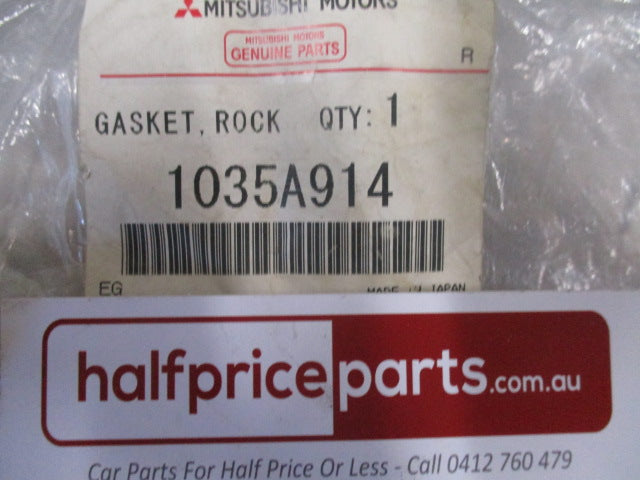 MITSUBISHI MOTORS
MITSUBISHI MOTORS
GENUINE PARTS
R
GASKET, ROCK QTY: 1
1035A914
EG MADE IN JAPAN
halfpriceparts.com.au
Car Parts For Half Price Or Less - Call 0412 760 479